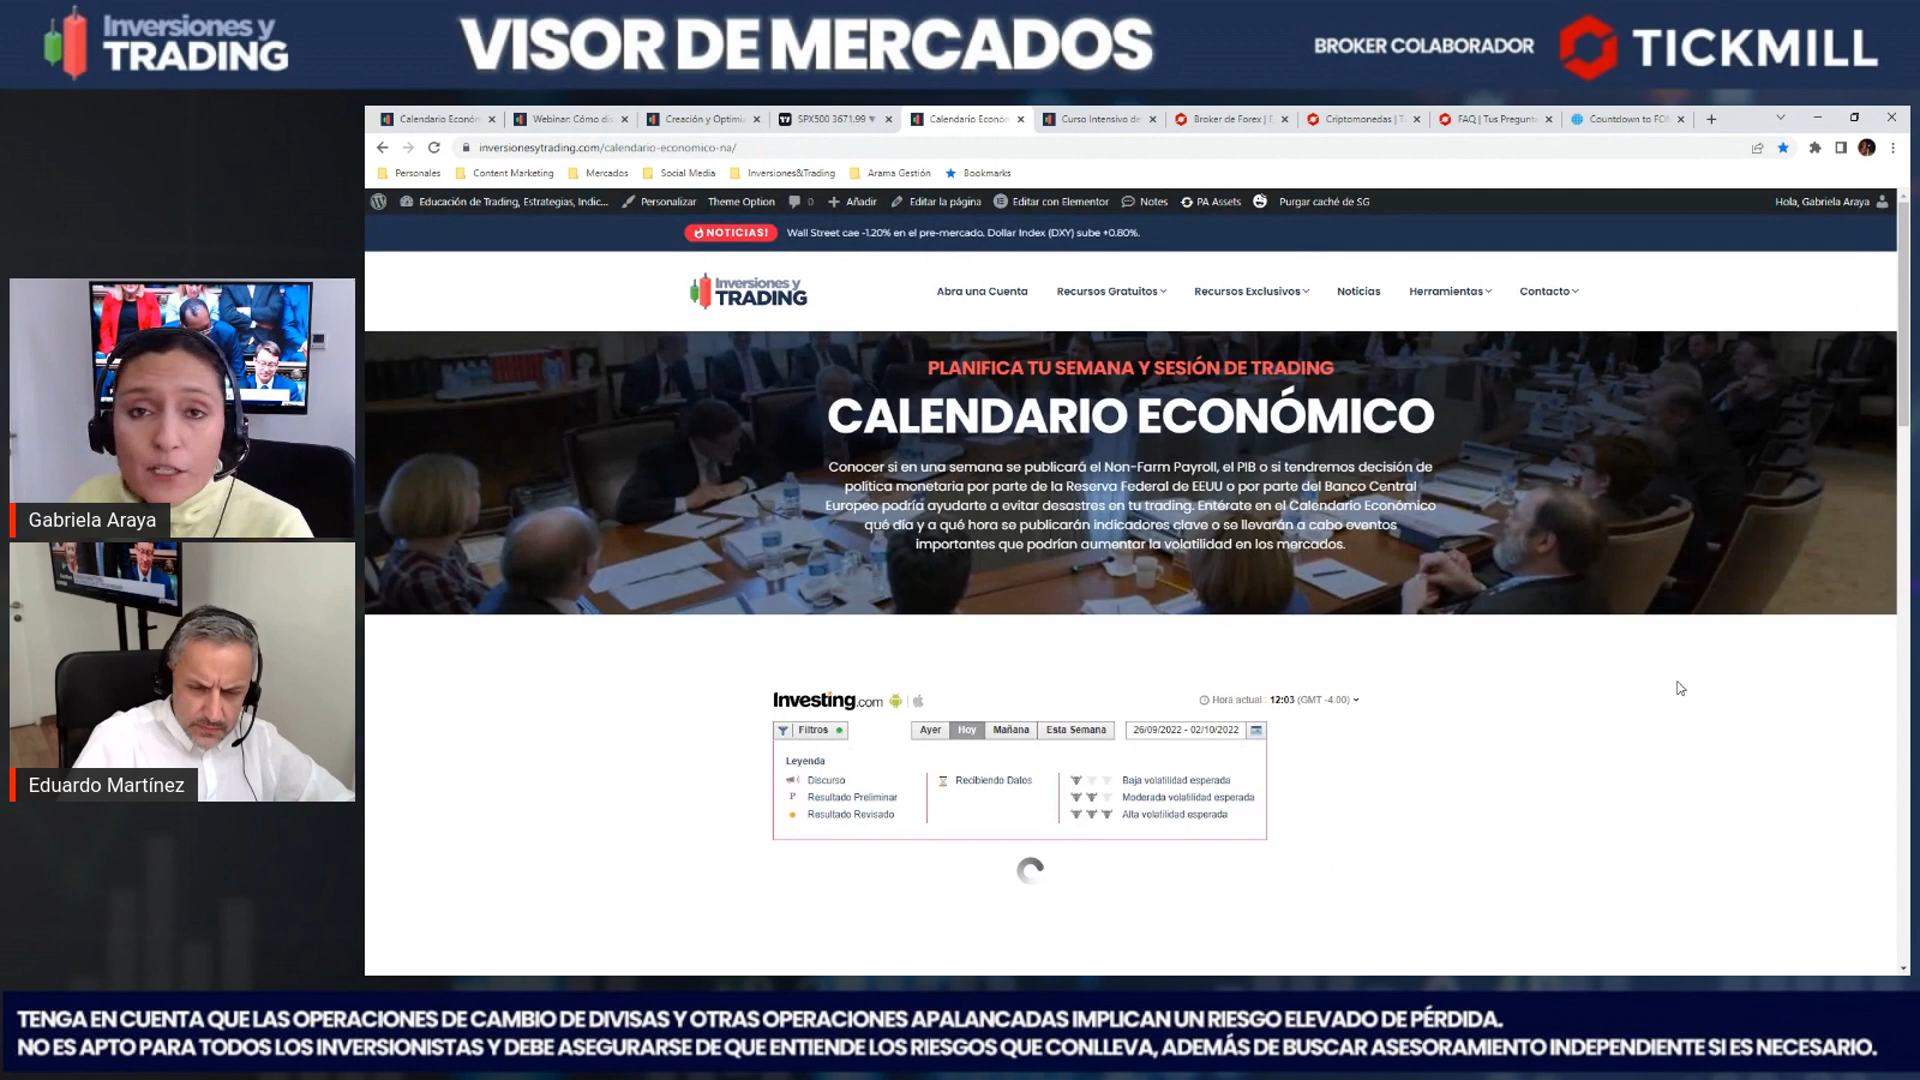 Inversiones y
TRADING
VISOR DE MERCADOS
BROKER COLABORADOR
TICKMILL
Calendario Econón
Webinar: Cómo di
Creación y Optimi
SPX500 3671.99
Calendario Econón
Curso Intensivo de
Broker de Forex |
Criptomonedas |
FAQ | Tus Pregunt
Countdown to FO
inversionesytrading.com/calendario-economico-na/
Personales
Content Marketing
Mercados
Social Media
Inversiones&Trading
Arama Gestión
Bookmarks
Educación de Trading, Estrategias, Indic...
Personalizar
Theme Option
0
Añadir
Editar la página
Editar con Elementor
Notes
PA Assets
Purgar caché de SG
Hola, Gabriela Araya
NOTICIAS!
Wall Street cae -1.20% en el pre-mercado. Dollar Index (DXY) sube +0.80%.
Inversiones y
TRADING
Abra una Cuenta
Recursos Gratuitos
Recursos Exclusivos
Noticias
Herramientas
Contacto
PLANIFICA TU SEMANA Y SESIÓN DE TRADING
CALENDARIO ECONÓMICO
Conocer si en una semana se publicará el Non-Farm Payroll, el PIB o si tendremos decisión de
política monetaria por parte de la Reserva Federal de EEUU o por parte del Banco Central
Europeo podría ayudarte a evitar desastres en tu trading. Entérate en el Calendario Económico
qué día y a qué hora se publicarán indicadores clave o se llevarán a cabo eventos
importantes que podrían aumentar la volatilidad en los mercados.
Investing.com
Hora actual : 12:03 (GMT -4:00)
Filtros
Ayer
Hoy
Mañana
Esta Semana
26/09/2022 - 02/10/2022
Leyenda
Discurso
Recibiendo Datos
Baja volatilidad esperada
P Resultado Preliminar
Moderada volatilidad esperada
Resultado Revisado
Alta volatilidad esperada
Gabriela Araya
Eduardo Martínez
TENGA EN CUENTA QUE LAS OPERACIONES DE CAMBIO DE DIVISAS Y OTRAS OPERACIONES APALANCADAS IMPLICAN UN RIESGO ELEVADO DE PÉRDIDA.
NO ES APTO PARA TODOS LOS INVERSIONISTAS Y DEBE ASEGURARSE DE QUE ENTIENDE LOS RIESGOS QUE CONLLEVA, ADEMÁS DE BUSCAR ASESORAMIENTO INDEPENDIENTE SI ES NECESARIO.